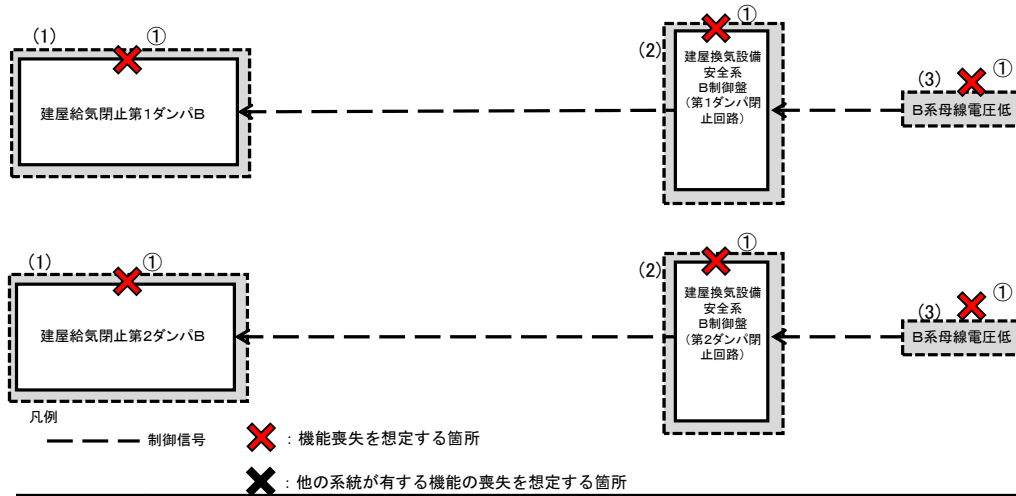 (1)
①
建屋給気閉止第1ダンパB
(2)
①
建屋換気設備
安全系
B制御盤
(第1ダンパ閉
止回路)
(3)
①
B系母線電圧低
(1)
①
建屋給気閉止第2ダンパB
(2)
①
建屋換気設備
安全系
B制御盤
(第2ダンパ閉
止回路)
(3)
①
B系母線電圧低
凡例
制御信号
:機能喪失を想定する箇所
:他の系統が有する機能の喪失を想定する箇所